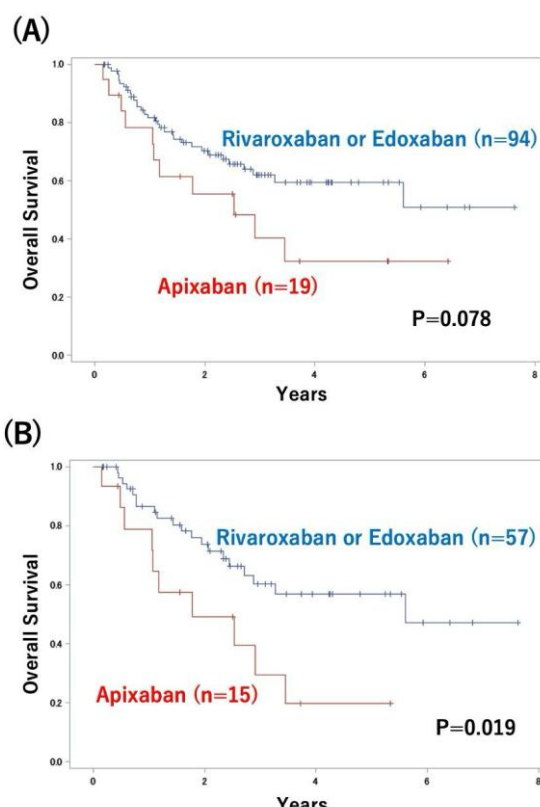 (A)
1.0
0.8
0.6
0.4
0.2
0.0
Overall Survival
Rivaroxaban or Edoxaban (n=94)
Apixaban (n=19)
P=0.078
0 2 4 6 8
Years
(B)
1.0
0.8
0.6
0.4
0.2
0.0
Overall Survival
Rivaroxaban or Edoxaban (n=57)
Apixaban (n=15)
P=0.019
0 2 4 6 8
Years